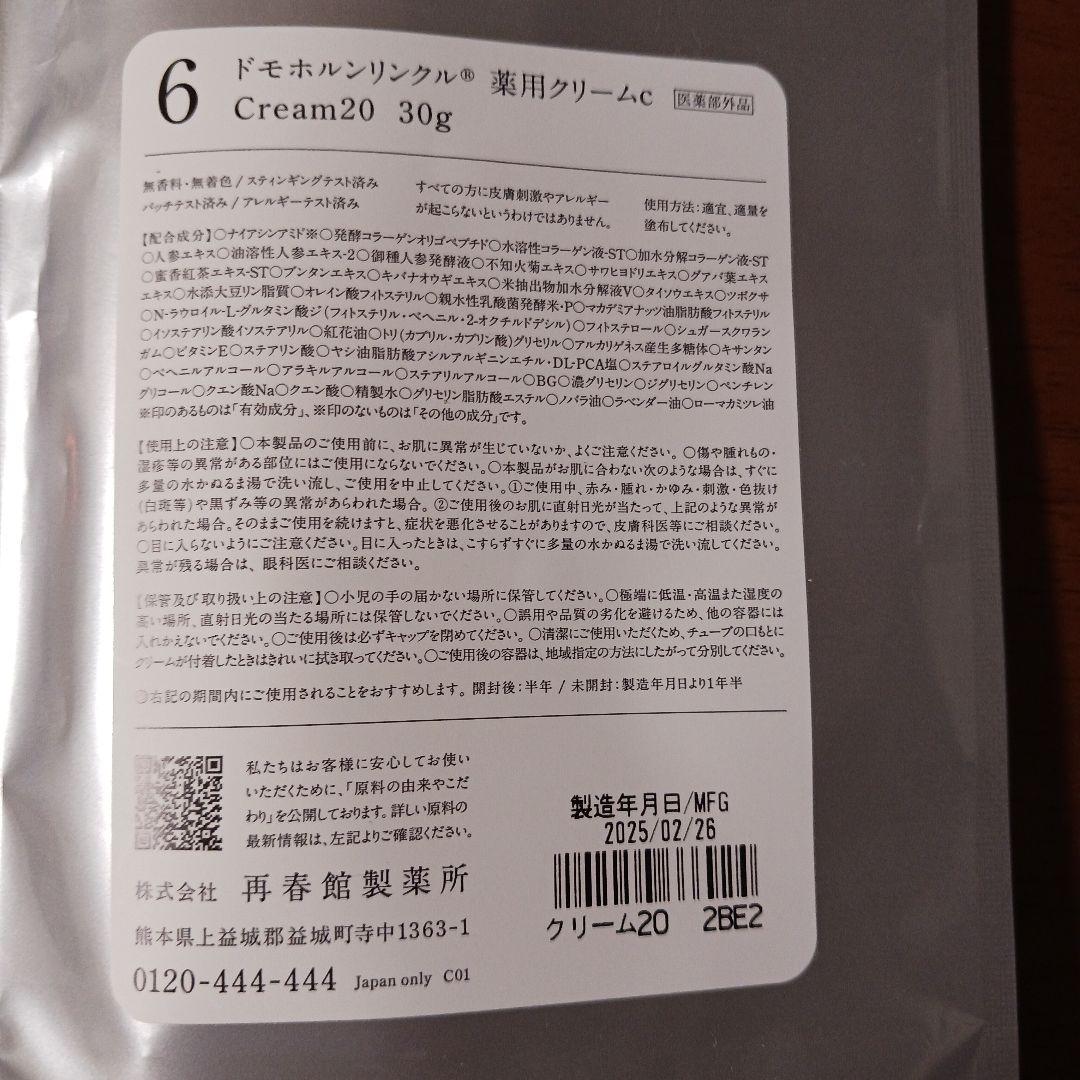 6
ドモホルンリンクル® 薬用クリームc 医薬部外品
Cream20 30g
無香料・無着色 / スティンギングテスト済み
パッチテスト済み / アレルギーテスト済み
すべての方に皮膚刺激やアレルギー
が起こらないというわけではありません。
使用方法：適宜、適量を
塗布してください。
【配合成分】○ナイアシンアミド※○発酵コラーゲンオリゴペプチド○水溶性コラーゲン液-ST○加水分解コラーゲン液-ST
○人参エキス○油溶性人参エキス-2○御種人参発酵液○不知火菊エキス○サワヒヨドリエキス○グアバ葉エキス
○蜜香紅茶エキス-ST○ブンタンエキス○キバナオウギエキス○米抽出物加水分解液V○タイソウエキス○ツボクサ
エキス○水添大豆リン脂質○オレイン酸フィトステリル○親水性乳酸菌発酵米・P○マカデミアナッツ油脂肪酸フィトステリル
○N-ラウロイル-L-グルタミン酸ジ(フィトステリル・ベヘニル・2-オクチルドデシル)○フィトステロール○シュガースクワラン
○イソステアリン酸イソステアリル○紅花油○トリ(カプリル・カプリン酸)グリセリル○アルカリゲネス産生多糖体○キサンタン
ガム○ビタミンE○ステアリン酸○ヤシ油脂肪酸アシルアルギニンエチル・DL-PCA塩○ステアロイルグルタミン酸Na
○ベヘニルアルコール○アラキルアルコール○ステアリルアルコール○BG○濃グリセリン○ジグリセリン○ペンチレン
グリコール○クエン酸Na○クエン酸○精製水○グリセリン脂肪酸エステル○ノバラ油○ラベンダー油○ローマカミツレ油
※印のあるものは「有効成分」、※印のないものは「その他の成分」です。
【使用上の注意】○本製品のご使用前に、お肌に異常が生じていないか、よくご注意ください。○傷や腫れもの・
湿疹等の異常がある部位にはご使用にならないでください。○本製品がお肌に合わない次のような場合は、すぐに
多量の水かぬるま湯で洗い流し、ご使用を中止してください。①ご使用中、赤み・腫れ・かゆみ・刺激・色抜け
(白斑等)や黒ずみ等の異常があらわれた場合。②ご使用後のお肌に直射日光が当たって、上記のような異常が
あらわれた場合。そのままご使用を続けますと、症状を悪化させることがありますので、皮膚科医等にご相談ください。
○目に入らないようにご注意ください。目に入ったときは、こすらずすぐに多量の水かぬるま湯で洗い流してください。
異常が残る場合は、眼科医にご相談ください。
【保管及び取り扱い上の注意】○小児の手の届かない場所に保管してください。○極端に低温・高温また湿度の
高い場所、直射日光の当たる場所には保管しないでください。○誤用や品質の劣化を避けるため、他の容器には
入れかえないでください。○ご使用後は必ずキャップを閉めてください。○清潔にご使用いただくため、チューブの口もとに
クリームが付着したときはきれいに拭き取ってください。○ご使用後の容器は、地域指定の方法にしたがって分別してください。
○右記の期間内にご使用されることをおすすめします。開封後：半年 / 未開封：製造年月日より1年半
私たちはお客様に安心してお使い
いただくために、「原料の由来やこだ
わり」を公開しております。詳しい原料の
最新情報は、左記よりご確認ください。
株式会社 再春館製薬所
熊本県上益城郡益城町寺中1363-1
0120-444-444 Japan only C01
製造年月日/MFG
2025/02/26
クリーム20 2BE2